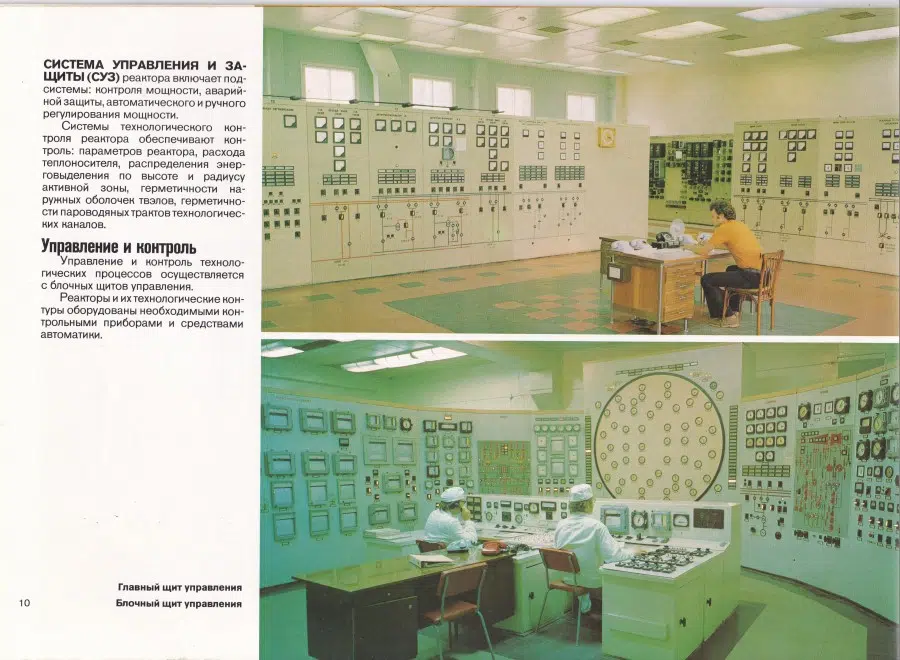 СИСТЕМА УПРАВЛЕНИЯ И ЗА-
ЩИТЫ (СУЗ) реактора включает под-
системы: контроля мощности, аварий-
ной защиты, автоматического и ручного
регулирования мощности.
Системы технологического кон-
троля реактора обеспечивают кон-
троль: параметров реактора, расхода
теплоносителя, распределения энер-
говыделения по высоте и радиусу
активной зоны, герметичности на-
ружных оболочек твэлов, герметично-
сти пароводяных трактов технологичес-
ких каналов.
Управление и контроль
Управление и контроль техноло-
гических процессов осуществляется
с блочных щитов управления.
Реакторы и их технологические кон-
туры оборудованы необходимыми кон-
трольными приборами и средствами
автоматики.
Главный щит управления
10
Блочный щит управления